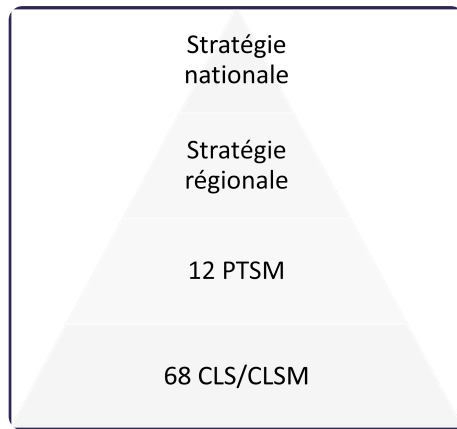 Stratégie
nationale
Stratégie
régionale
12 PTSM
68 CLS/CLSM